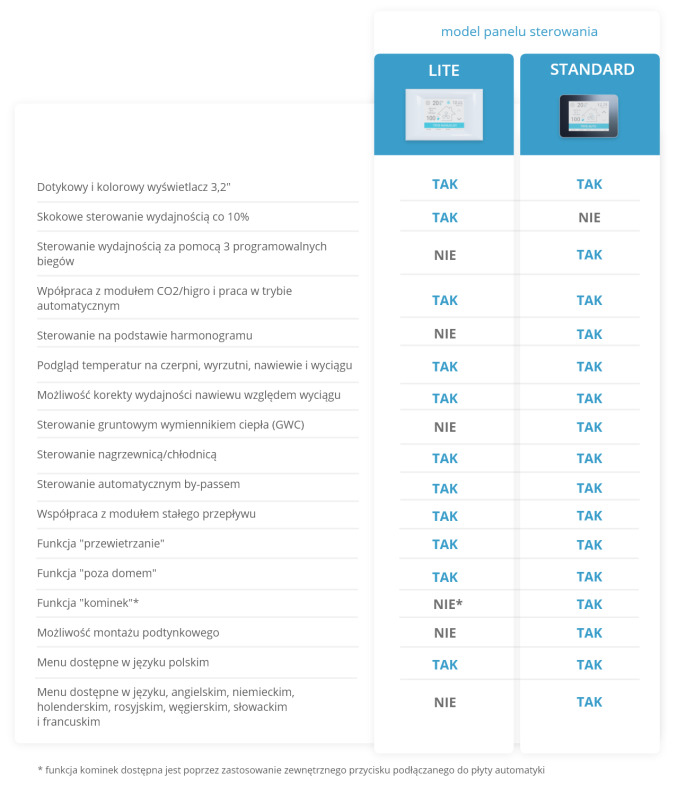 model panelu sterowania
LITE STANDARD
Dotykowy i kolorowy wyświetlacz 3,2" TAK TAK
Skokowe sterowanie wydajnością co 10% TAK NIE
Sterowanie wydajnością za pomocą 3 programowalnych
biegów NIE TAK
Wpółpraca z modułem CO2/higro i praca w trybie
automatycznym TAK TAK
Sterowanie na podstawie harmonogramu NIE TAK
Podgląd temperatur na czerpni, wyrzutni, nawiewie i wyciągu TAK TAK
Możliwość korekty wydajności nawiewu względem wyciągu TAK TAK
Sterowanie gruntowym wymiennikiem ciepła (GWC) NIE TAK
Sterowanie nagrzewnicą/chłodnicą TAK TAK
Sterowanie automatycznym by-passem TAK TAK
Współpraca z modułem stałego przepływu TAK TAK
Funkcja "przewietrzanie" TAK TAK
Funkcja "poza domem" TAK TAK
Funkcja "kominek"* NIE* TAK
Możliwość montażu podtynkowego NIE TAK
Menu dostępne w języku polskim TAK TAK
Menu dostępne w języku, angielskim, niemieckim,
holenderskim, rosyjskim, węgierskim, słowackim NIE TAK
i francuskim
* funkcja kominek dostępna jest poprzez zastosowanie zewnętrznego przycisku podłączanego do płyty automatyki